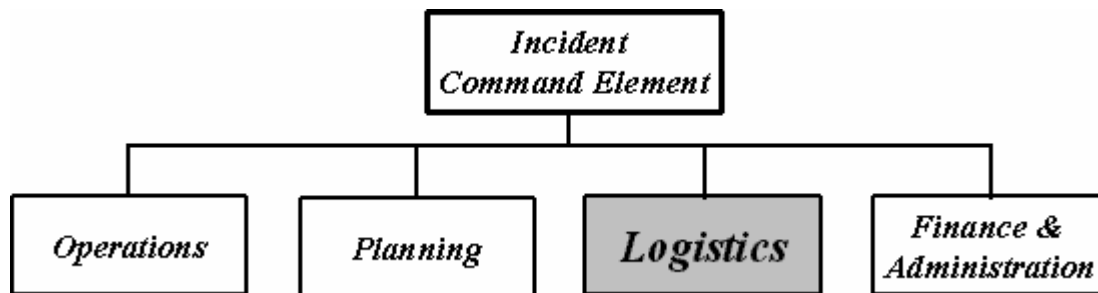 Incident
Command Element
Operations
Planning
Logistics
Finance &
Administration